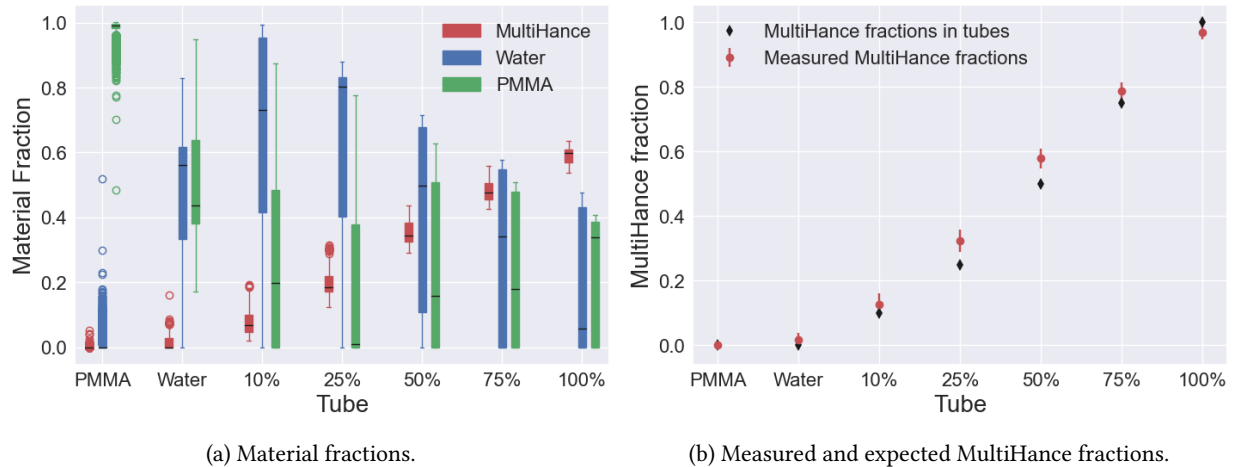 1.0
0.8
0.6
0.4
0.2
0.0
Material Fraction
MultiHance
Water
PMMA
PMMA Water 10% 25% 50% 75% 100%
Tube
(a) Material fractions.
1.0
0.8
0.6
0.4
0.2
0.0
MultiHance fraction
MultiHance fractions in tubes
Measured MultiHance fractions
PMMA Water 10% 25% 50% 75% 100%
Tube
(b) Measured and expected MultiHance fractions.